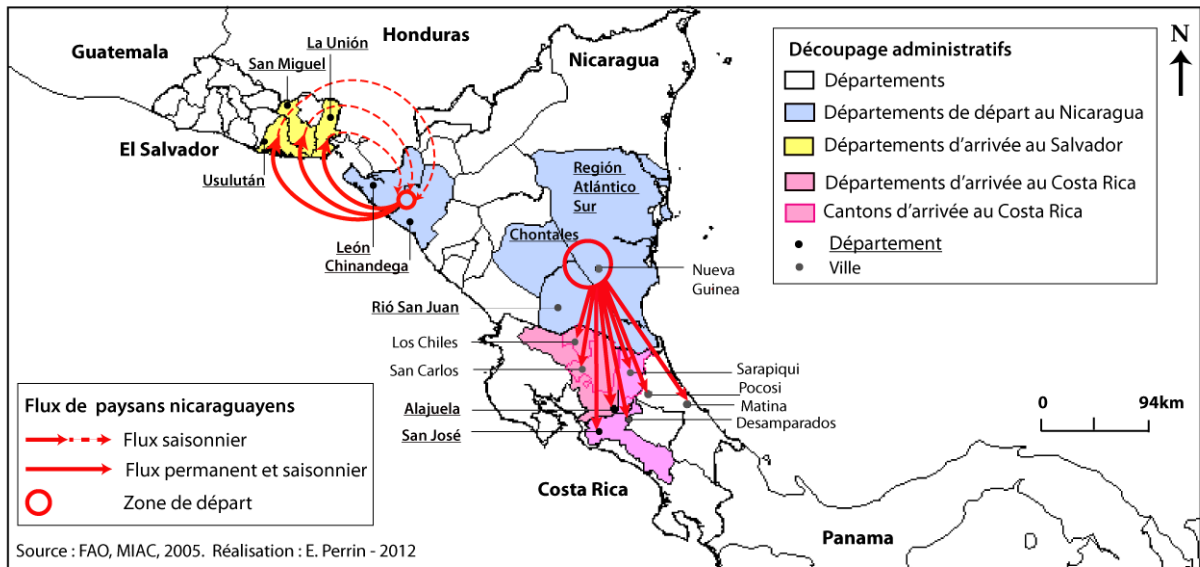 Guatemala
Honduras
La Unión
San Miguel
Nicaragua
El Salvador
Usulután
León
Chinandega
Región
Atlántico
Sur
Chontales
Nueva
Guinea
Rió San Juan
Los Chiles
San Carlos
Alajuela
San José
Sarapiqui
Pocosi
Matina
Desamparados
Costa Rica
Panama
N
Découpage administratifs
Départements
Départements de départ au Nicaragua
Départements d'arrivée au Salvador
Départements d'arrivée au Costa Rica
Cantons d'arrivée au Costa Rica
Département
Ville
0 94km
Flux de paysans nicaraguayens
Flux saisonnier
Flux permanent et saisonnier
Zone de départ
Source : FAO, MIAC, 2005. Réalisation : E. Perrin - 2012